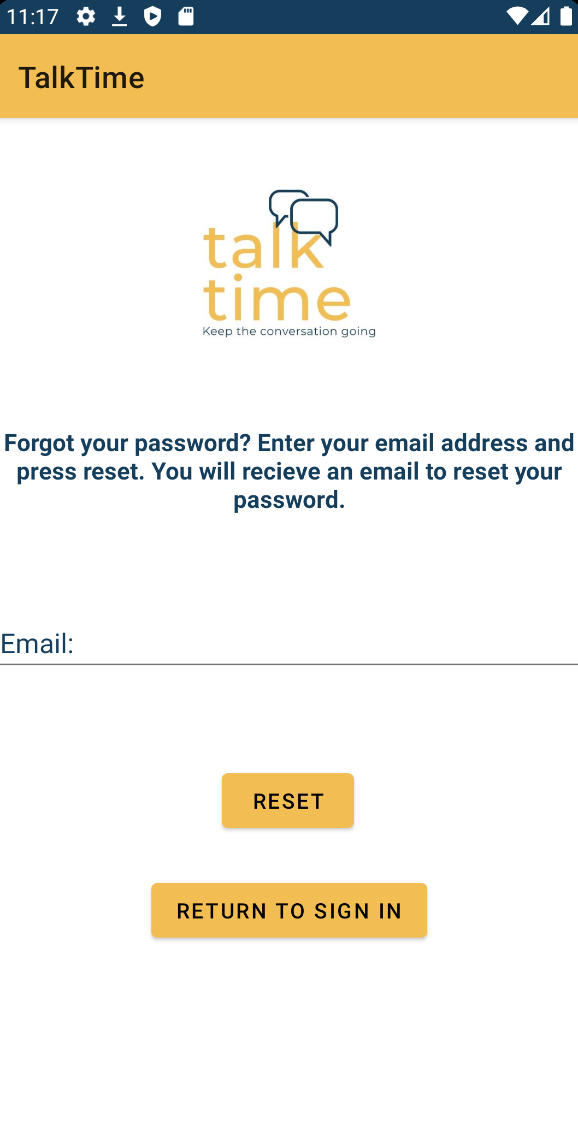 11:17
TalkTime
talk
time
Keep the conversation going
Forgot your password? Enter your email address and
press reset. You will recieve an email to reset your
password.
Email:
RESET
RETURN TO SIGN IN